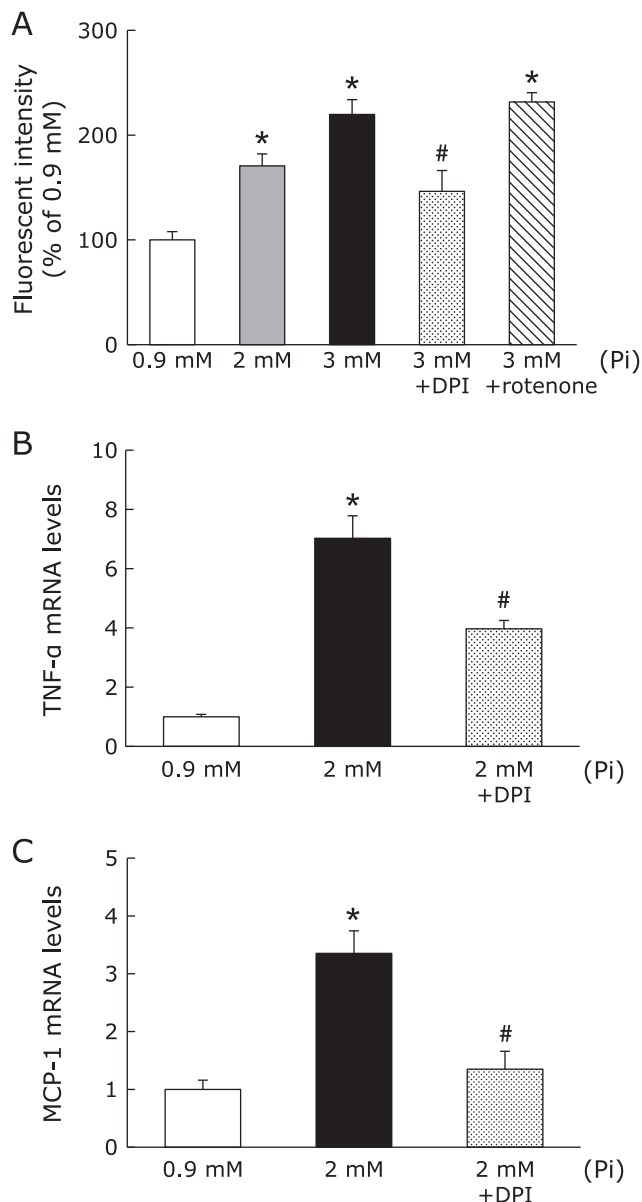 A
Fluorescent intensity
(% of 0.9 mM)
300
200
100
0
*
*
#
*
0.9 mM 2 mM 3 mM 3 mM 3 mM (Pi)
+DPI +rotenone
B
TNF-α mRNA levels
10
8
6
4
2
0
*
#
0.9 mM 2 mM 2 mM (Pi)
+DPI
C
MCP-1 mRNA levels
5
4
3
2
1
0
*
#
0.9 mM 2 mM 2 mM (Pi)
+DPI